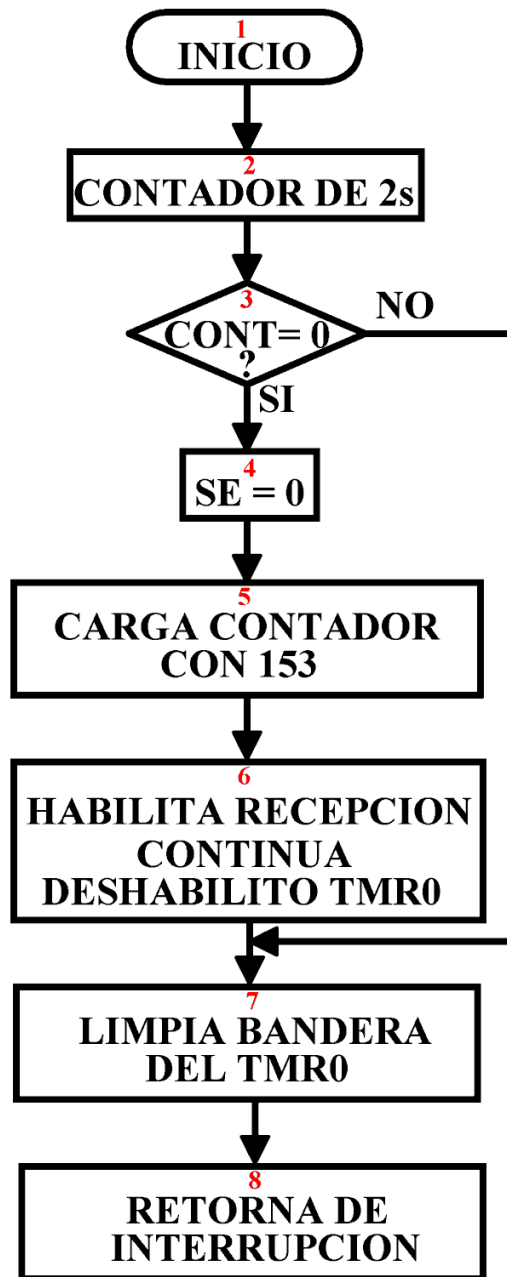 1
INICIO
2
CONTADOR DE 2s
3
CONT= 0
?
NO
SI
4
SE = 0
5
CARGA CONTADOR
CON 153
6
HABILITA RECEPCION
CONTINUA
DESHABILITO TMR0
7
LIMPIA BANDERA
DEL TMR0
8
RETORNA DE
INTERRUPCION